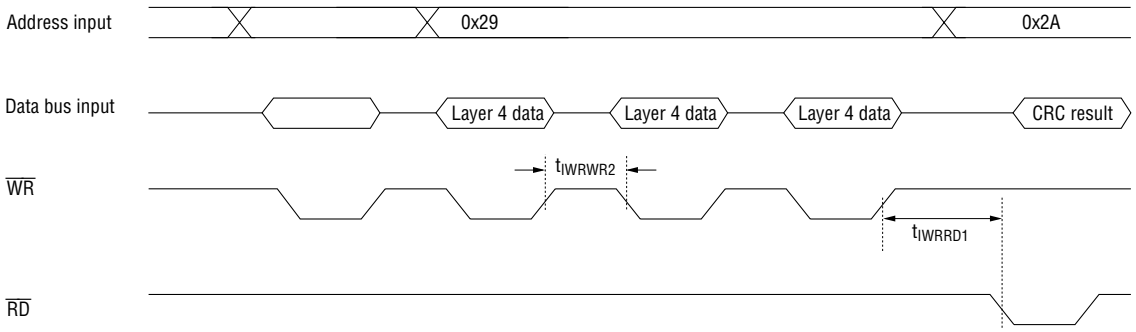 Address input 0x29 0x2A
Data bus input Layer 4 data Layer 4 data Layer 4 data CRC result
WR tIWRWR2
tIWRRD1
RD